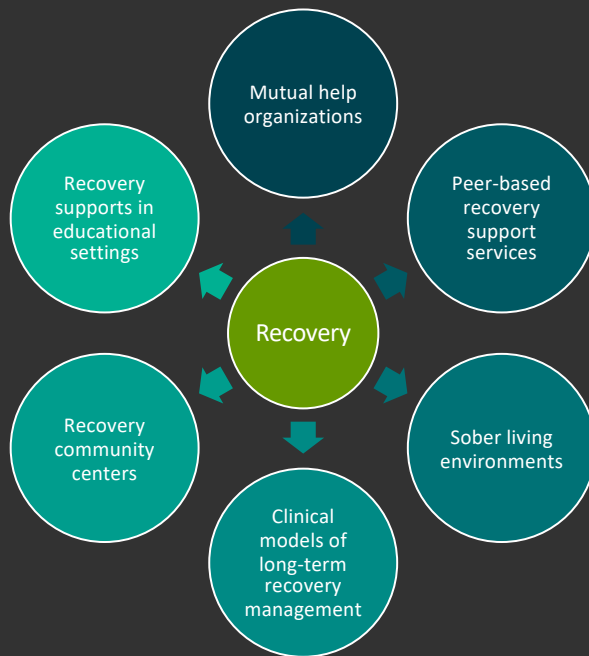 Mutual help
organizations
Peer-based
recovery
support
services
Sober living
environments
Clinical
models of
long-term
recovery
management
Recovery
community
centers
Recovery
supports in
educational
settings
Recovery